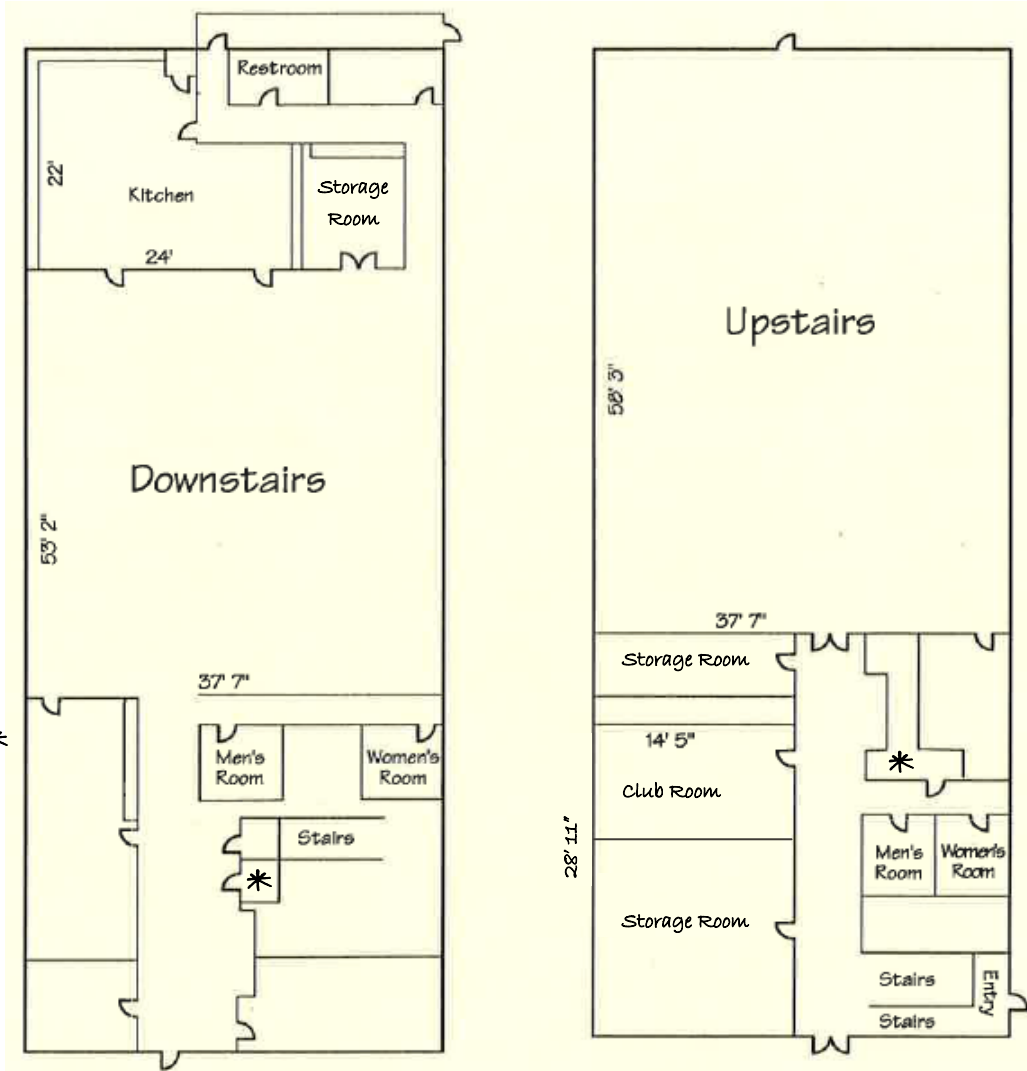 Restroom
22'
Kitchen
Storage
Room
24'
Downstairs
53' 2"
37' 7"
Men's
Room
Women's
Room
Stairs
*
*
Upstairs
58' 3"
37' 7"
Storage Room
14' 5"
*
Club Room
28' 11"
Men's
Room
Women's
Room
Storage Room
Stairs
Entry
Stairs